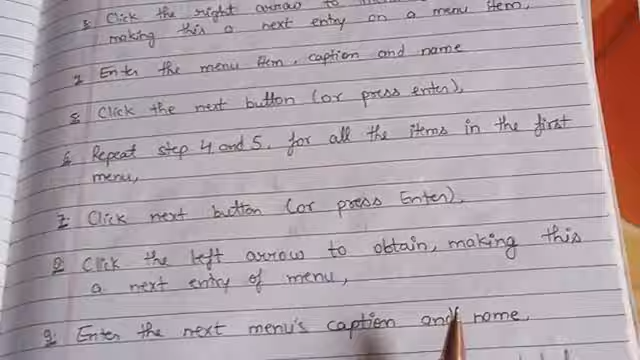 3. Click the right arrow to
making this a next entry on a menu item,
4. Enter the menu item, caption and name
5. Click the next button (or press enter),
6. Repeat step 4 and 5. for all the items in the first
menu,
7. Click next button (or press Enter),
8. Click the left arrow to obtain, making this
a next entry of menu,
9. Enter the next menu's caption and name,